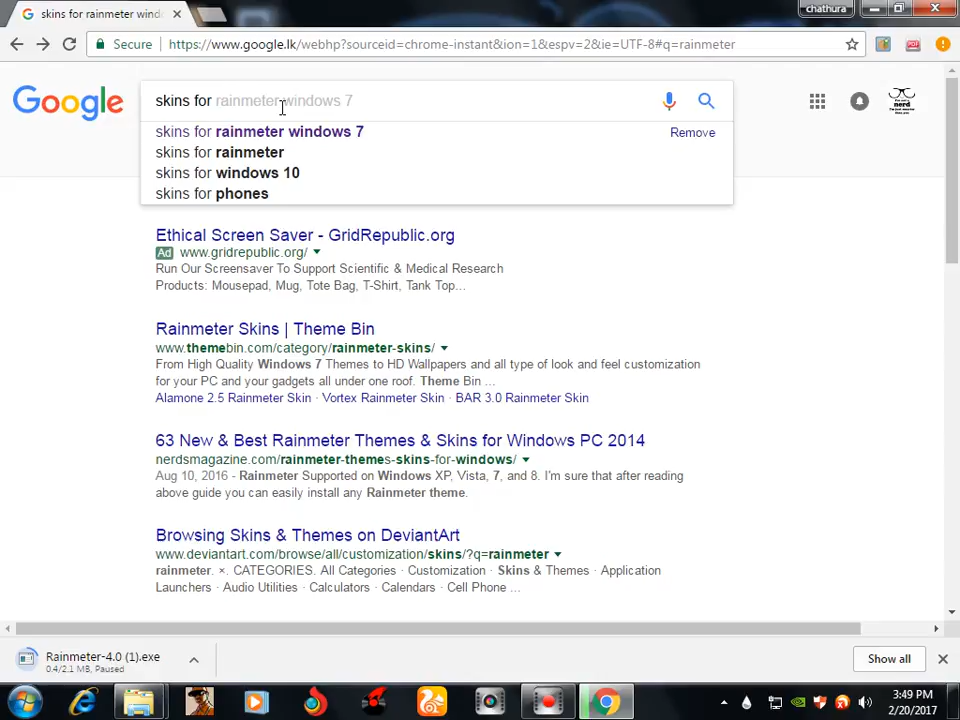 skins for rainmeter wind
chathura
Secure https://www.google.lk/webhp?sourceid=chrome-instant&ion=1&espv=2&ie=UTF-8#q=rainmeter
PDF
Google
skins for rainmeter windows 7
skins for rainmeter windows 7 Remove
skins for rainmeter
skins for windows 10
skins for phones
Ethical Screen Saver - GridRepublic.org
Ad www.gridrepublic.org/
Run Our Screensaver To Support Scientific & Medical Research
Products: Mousepad, Mug, Tote Bag, T-Shirt, Tank Top...
Rainmeter Skins | Theme Bin
www.themebin.com/category/rainmeter-skins/
From High Quality Windows 7 Themes to HD Wallpapers and all type of look and feel customization
for your PC and your gadgets all under one roof. Theme Bin ...
Alamone 2.5 Rainmeter Skin · Vortex Rainmeter Skin · BAR 3.0 Rainmeter Skin
63 New & Best Rainmeter Themes & Skins for Windows PC 2014
nerdsmagazine.com/rainmeter-themes-skins-for-windows/
Aug 10, 2016 - Rainmeter Supported on Windows XP, Vista, 7, and 8. I'm sure that after reading
above guide you can easily install any Rainmeter theme.
Browsing Skins & Themes on DeviantArt
www.deviantart.com/browse/all/customization/skins/?q=rainmeter
rainmeter. ×. CATEGORIES. All Categories · Customization · Skins & Themes · Application
Launchers · Audio Utilities · Calculators · Calendars · Cell Phone ...
Rainmeter-4.0 (1).exe
0.4/2.1 MB, Paused
Show all
3:49 PM
2/20/2017